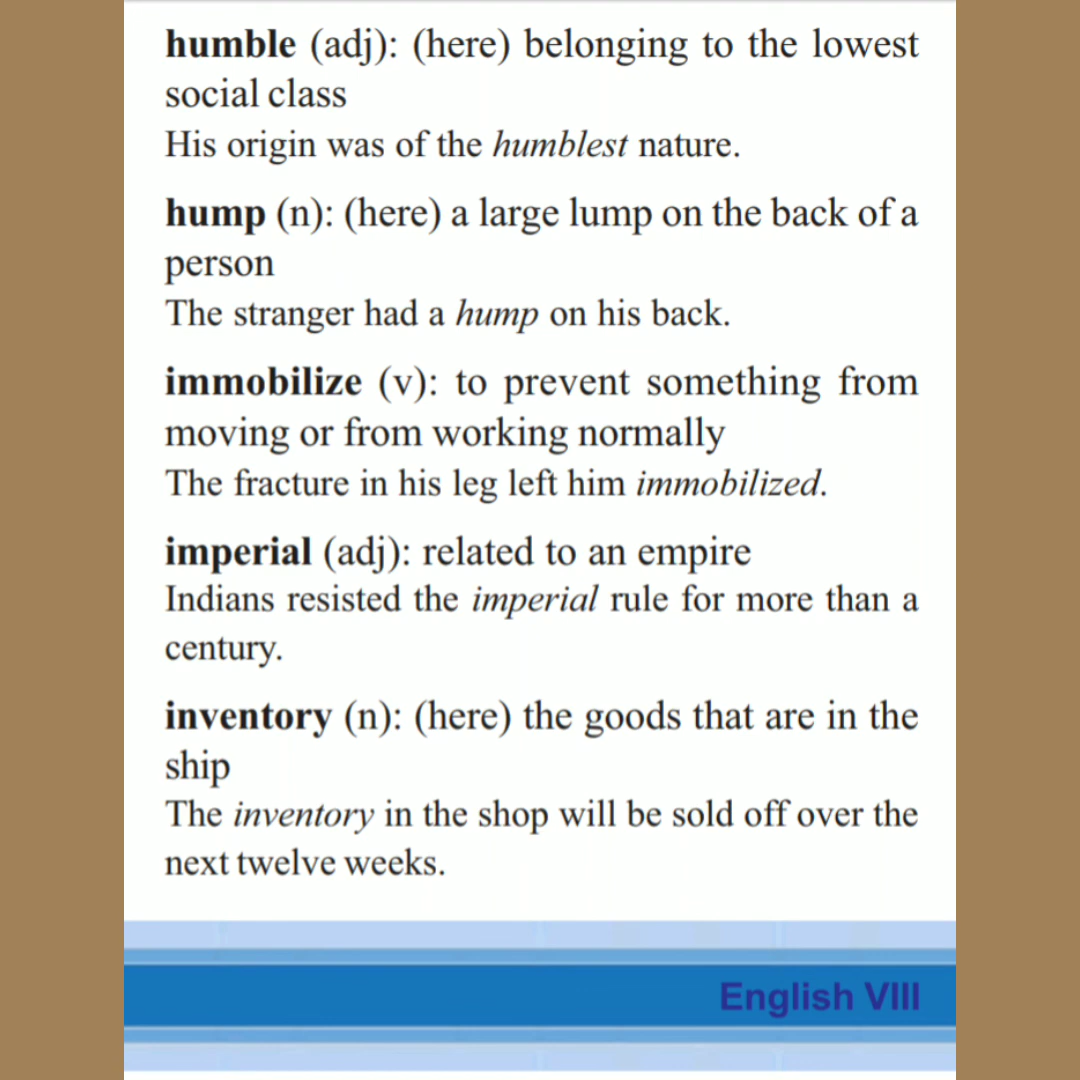 humble (adj): (here) belonging to the lowest
social class
His origin was of the humblest nature.
hump (n): (here) a large lump on the back of a
person
The stranger had a hump on his back.
immobilize (v): to prevent something from
moving or from working normally
The fracture in his leg left him immobilized.
imperial (adj): related to an empire
Indians resisted the imperial rule for more than a
century.
inventory (n): (here) the goods that are in the
ship
The inventory in the shop will be sold off over the
next twelve weeks.
English VIII